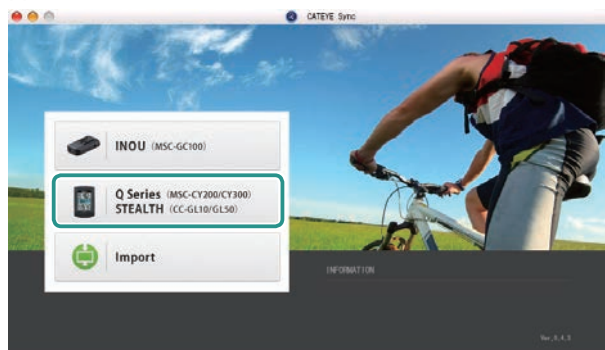 CATEYE Sync
INOU (MSC-GC100)
Q Series (MSC-CY200/CY300)
STEALTH (CC-GL10/GL50)
Import
INFORMATION